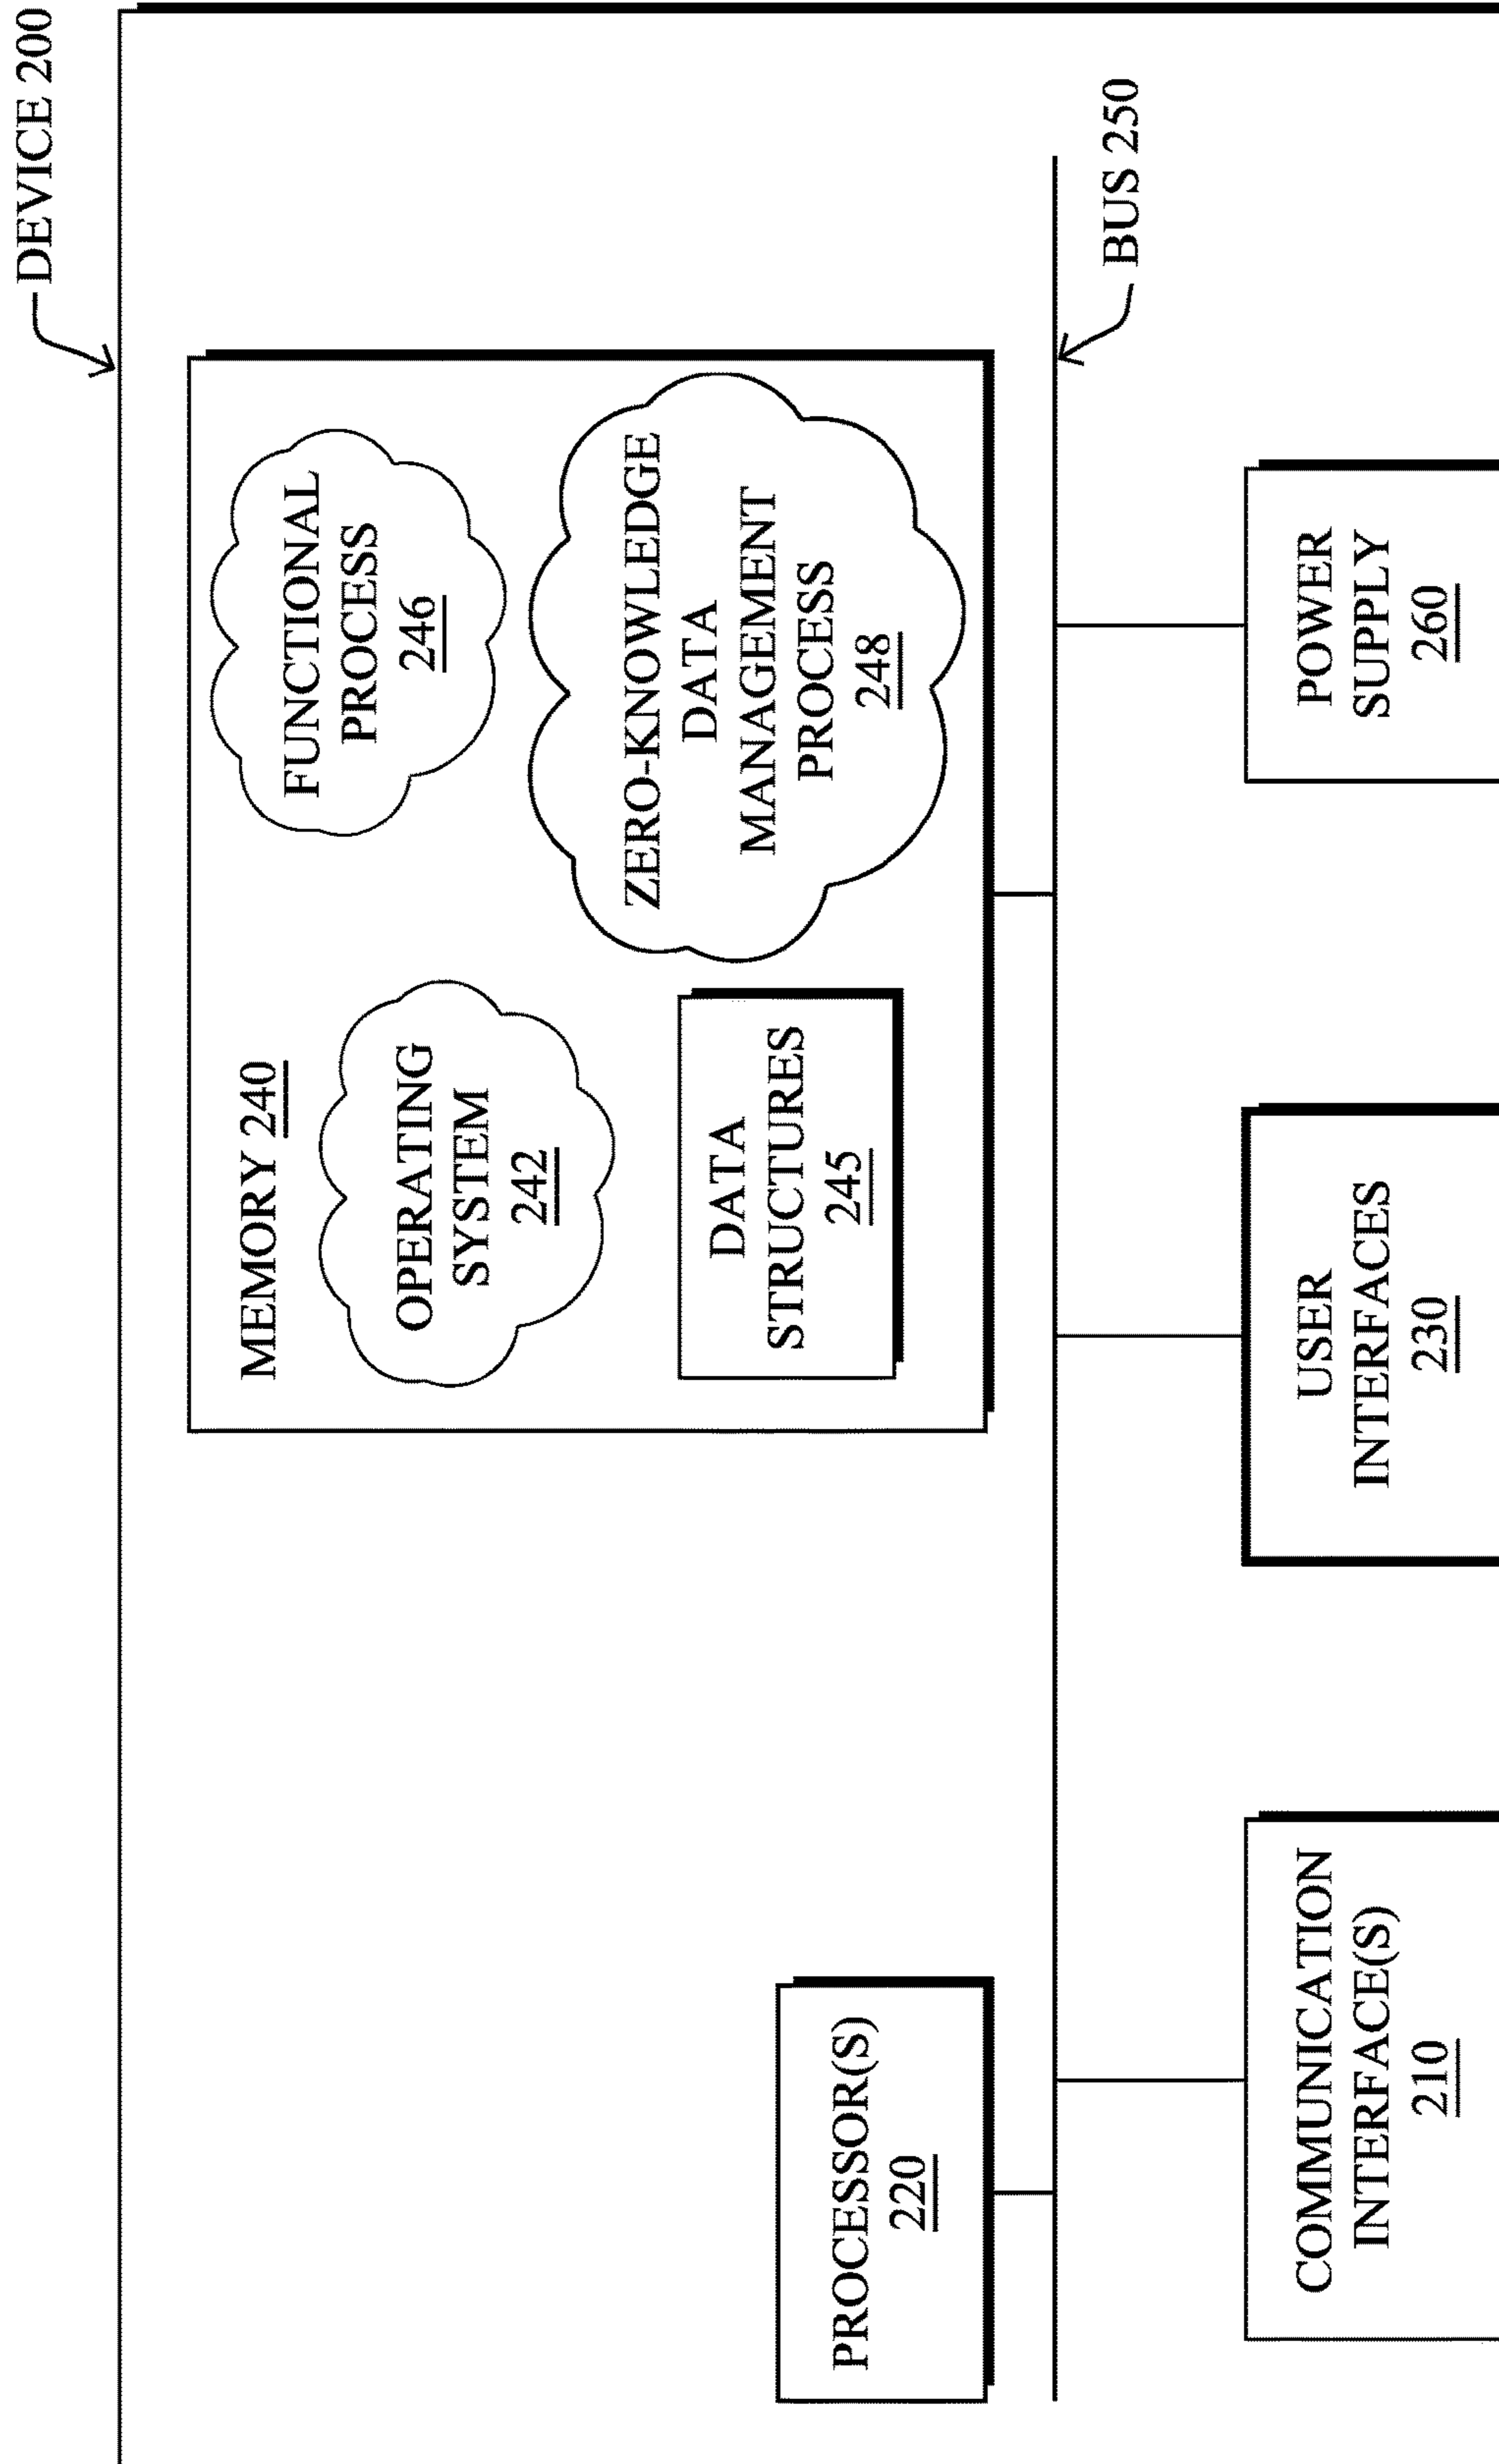 DEVICE 200
MEMORY 240
OPERATING
SYSTEM
242
FUNCTIONAL
PROCESS
246
DATA
STRUCTURES
245
ZERO-KNOWLEDGE
DATA
MANAGEMENT
PROCESS
248
PROCESSOR(S)
220
BUS 250
COMMUNICATION
INTERFACE(S)
210
USER
INTERFACES
230
POWER
SUPPLY
260